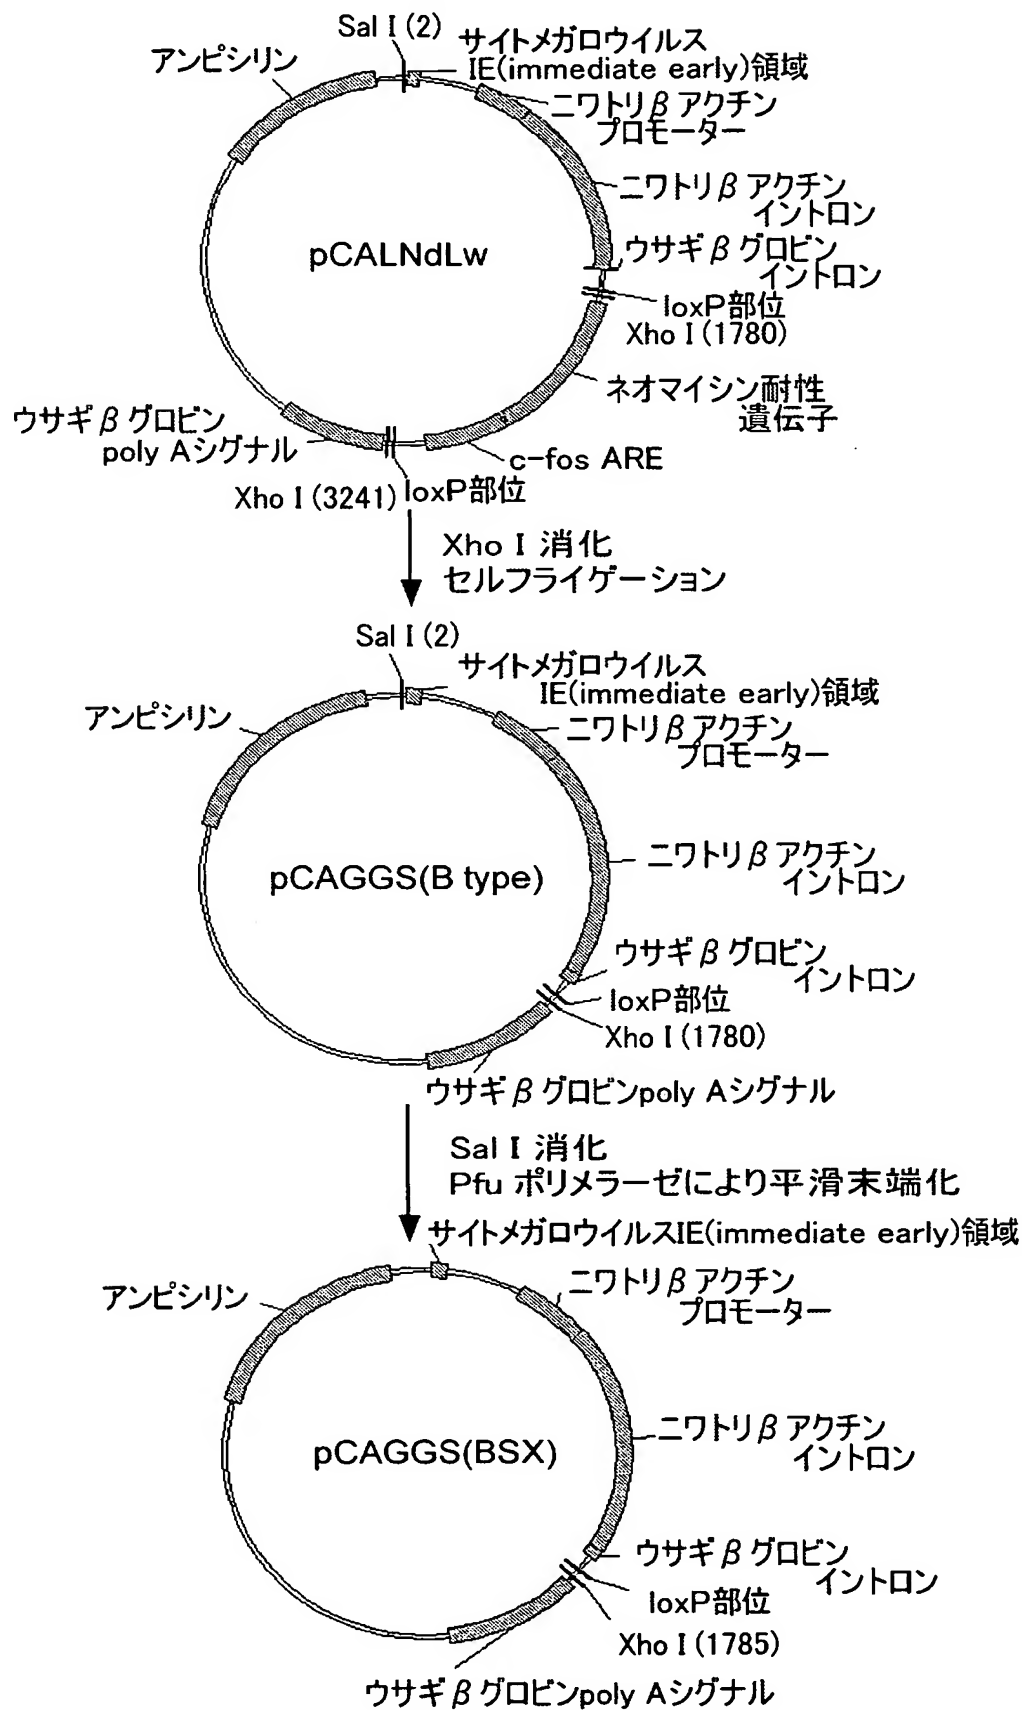 Sal I (2)
サイトメガロウイルス
IE(immediate early)領域
アンピシリン
ニワトリβ アクチン
プロモーター
ニワトリβ アクチン
イントロン
pCALNdLw
ウサギβ グロビン
イントロン
loxP部位
Xho I (1780)
ネオマイシン耐性
遺伝子
ウサギβ グロビン
poly Aシグナル
c-fos ARE
Xho I (3241)
loxP部位
Xho I 消化
セルフライゲーション
Sal I (2)
サイトメガロウイルス
IE(immediate early)領域
アンピシリン
ニワトリβ アクチン
プロモーター
ニワトリβ アクチン
イントロン
pCAGGS(B type)
ウサギβ グロビン
イントロン
loxP部位
Xho I (1780)
ウサギβ グロビンpoly Aシグナル
Sal I 消化
Pfu ポリメラーゼにより平滑末端化
サイトメガロウイルスIE(immediate early)領域
アンピシリン
ニワトリβ アクチン
プロモーター
ニワトリβ アクチン
イントロン
pCAGGS(BSX)
ウサギβ グロビン
イントロン
loxP部位
Xho I (1785)
ウサギβ グロビンpoly Aシグナル